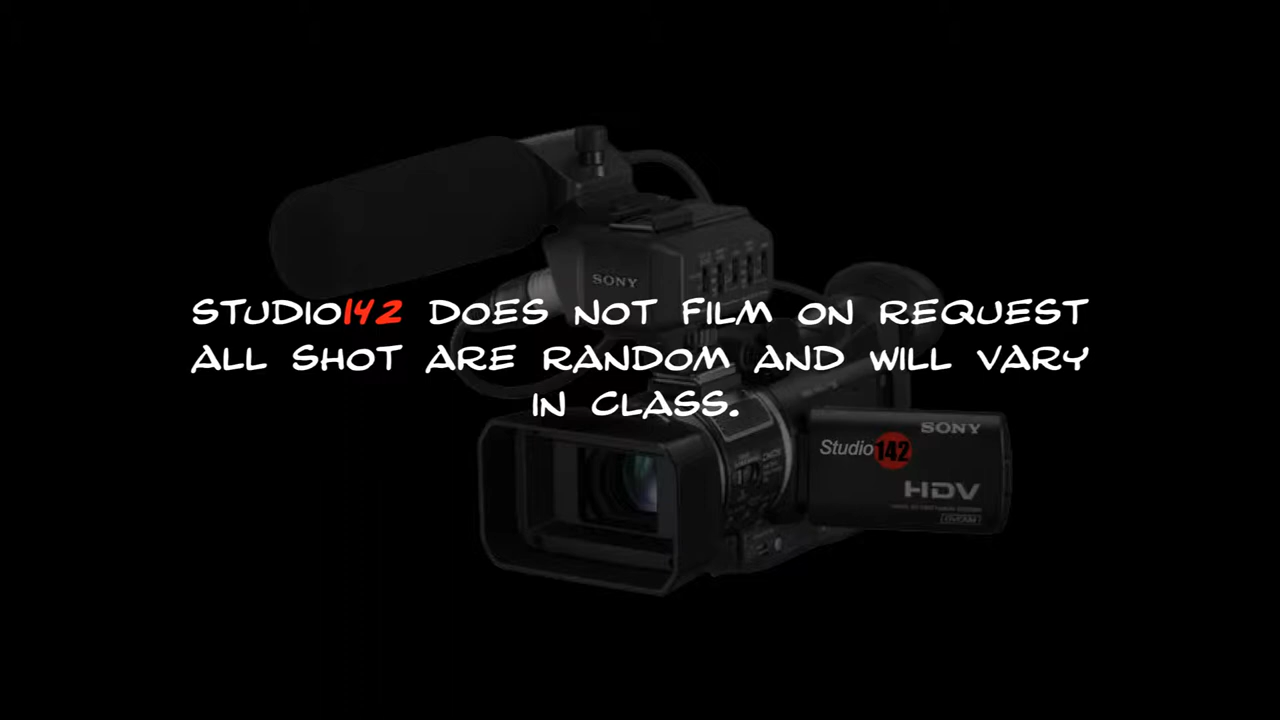 SONY
STUDIO142 DOES NOT FILM ON REQUEST
ALL SHOT ARE RANDOM AND WILL VARY
IN CLASS.
SONY
Studio142
HDV